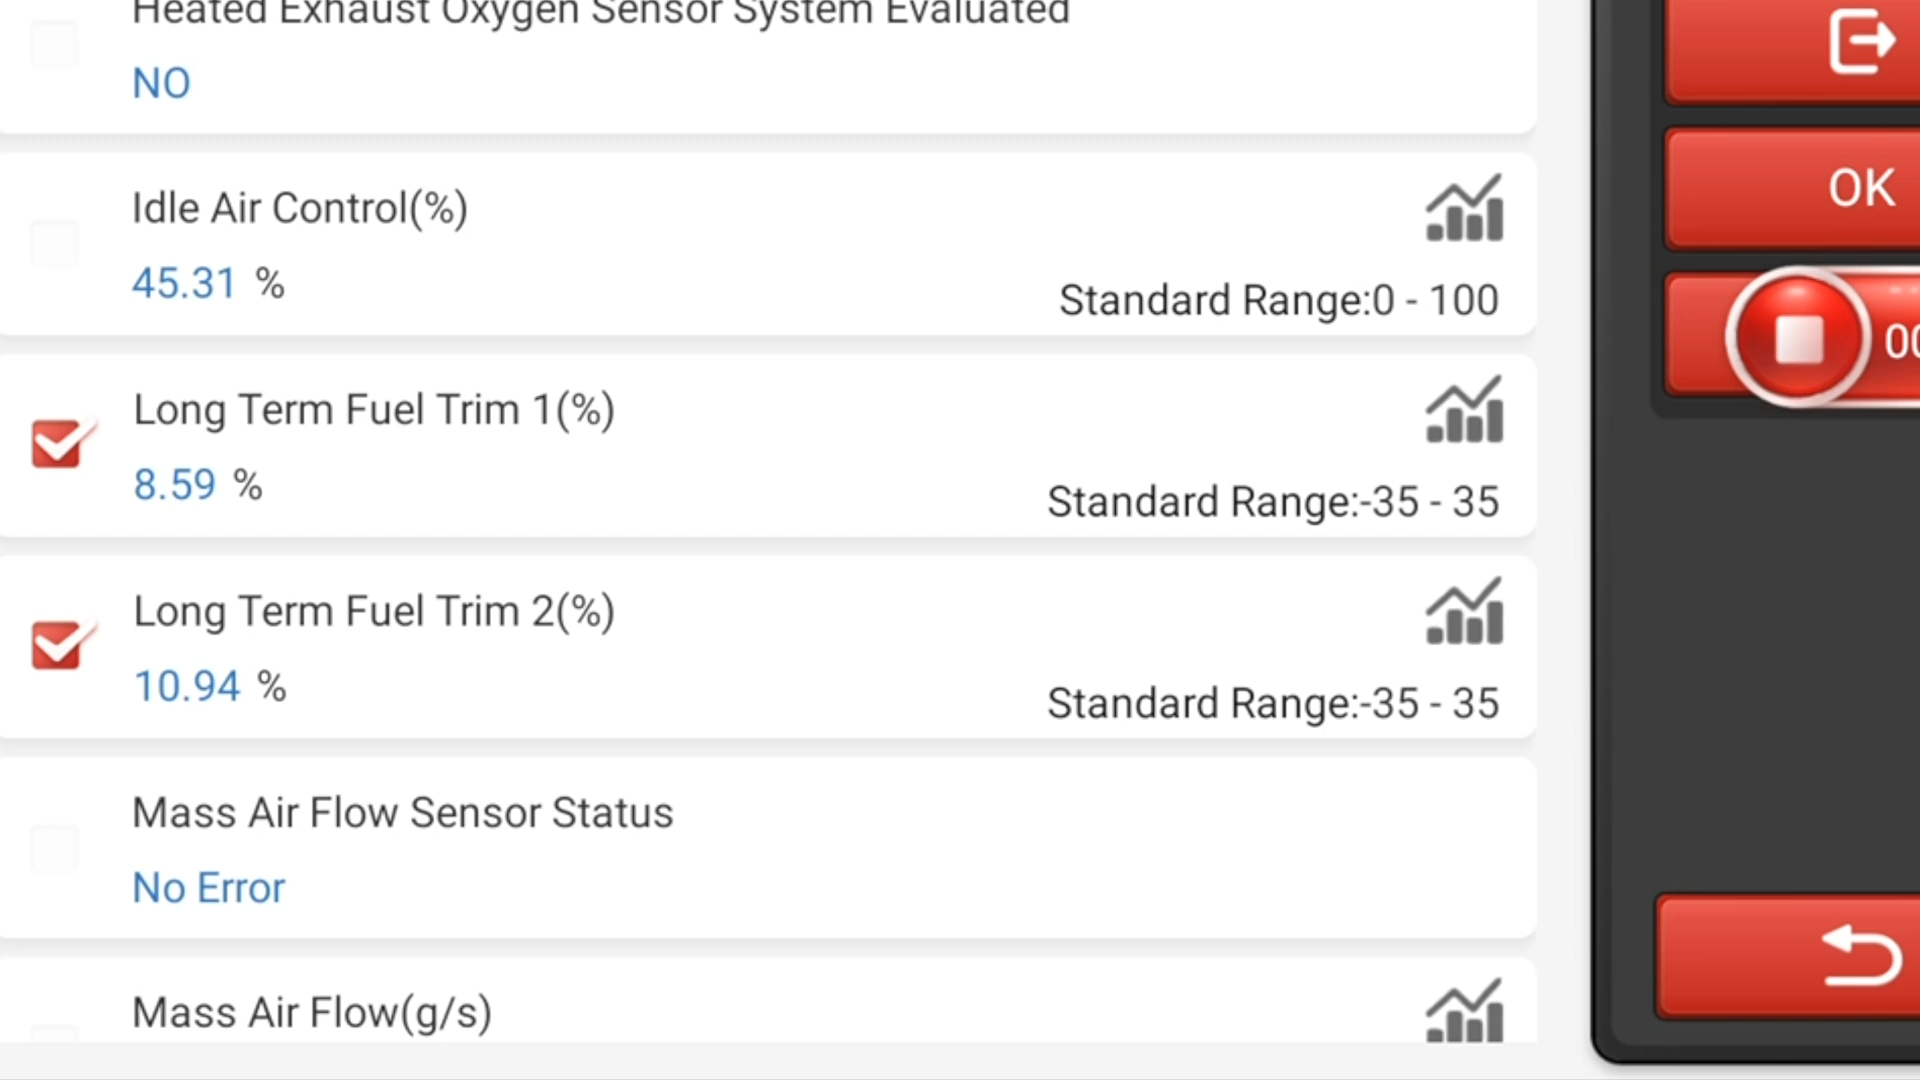 Heated Exhaust Oxygen Sensor System Evaluated
NO
Idle Air Control(%)
45.31 %
Standard Range:0 - 100
Long Term Fuel Trim 1(%)
8.59 %
Standard Range:-35 - 35
Long Term Fuel Trim 2(%)
10.94 %
Standard Range:-35 - 35
Mass Air Flow Sensor Status
No Error
Mass Air Flow(g/s)
OK
00